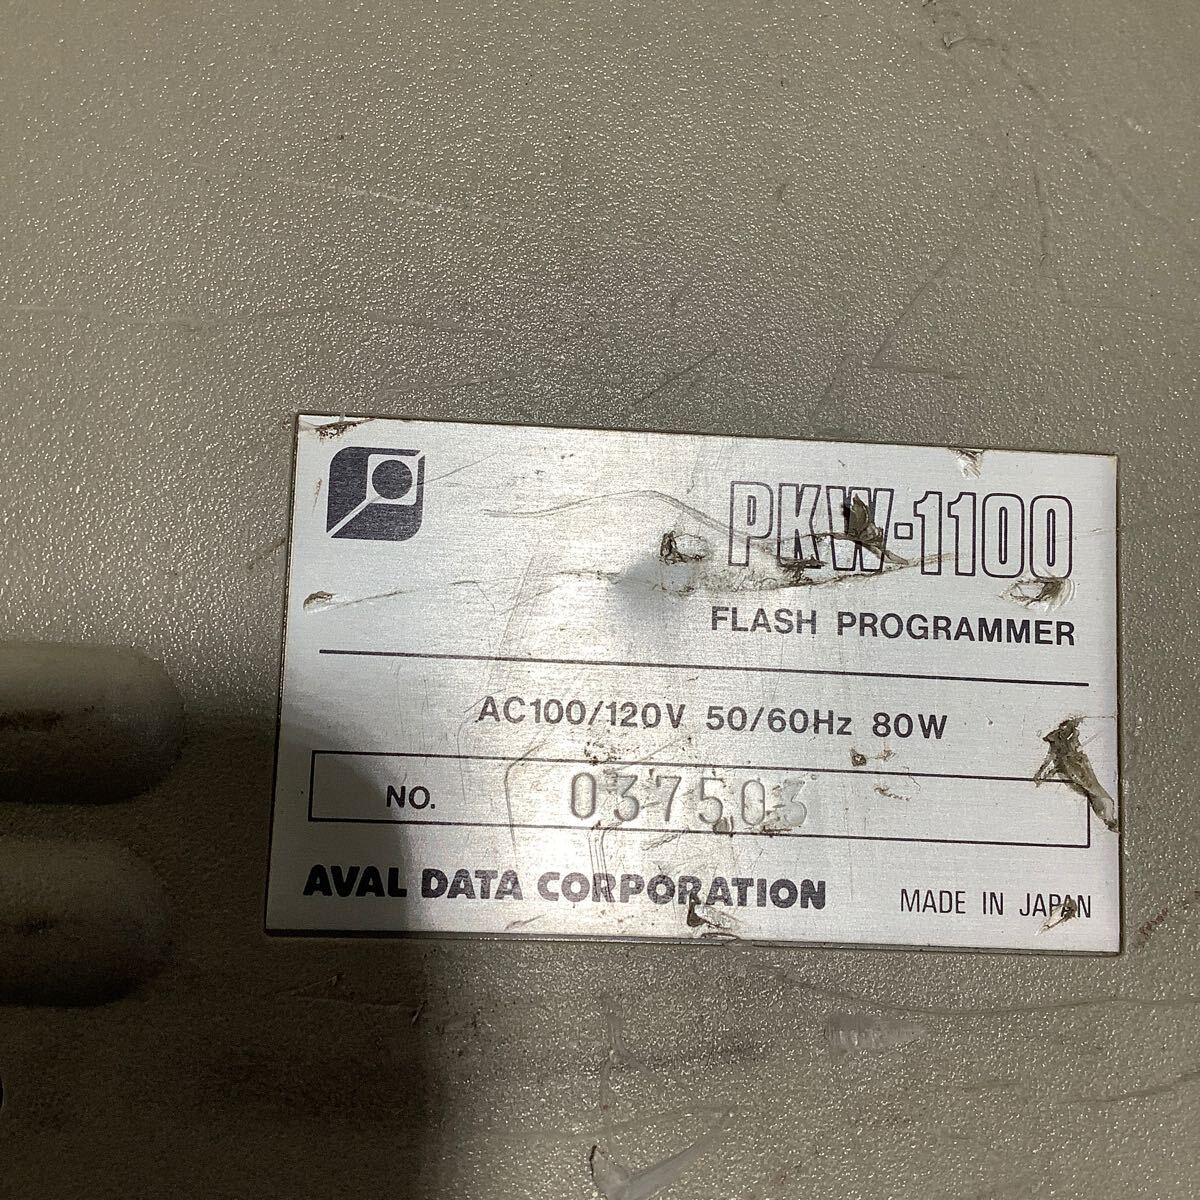 PKW-1100
FLASH PROGRAMMER
AC100/120V 50/60Hz 80W
NO. 037503
AVAL DATA CORPORATION MADE IN JAPAN